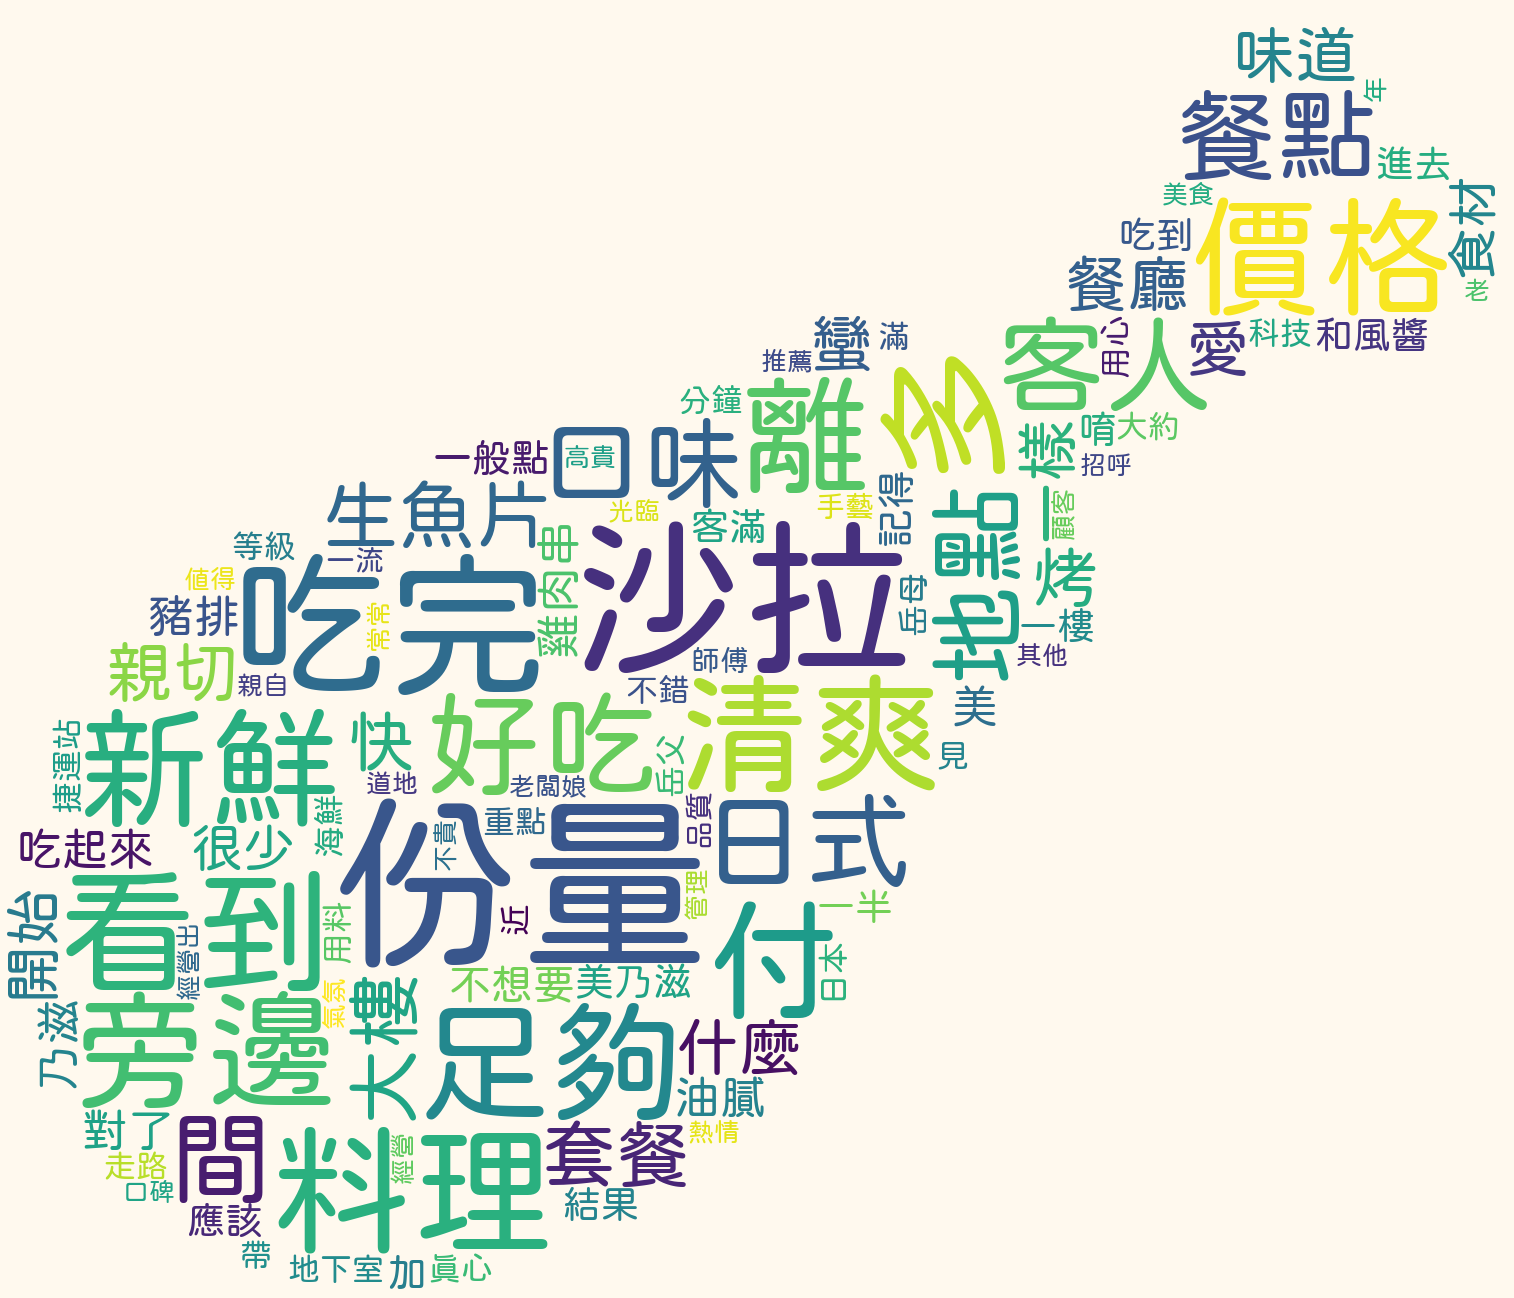 味道
餐點
年
進去
美食
食材
價格
吃到
餐廳
老
蠻
滿
客人
用心
愛
科技
和風醬
推薦
離
多
分鐘
樣
唷
大約
招呼
一般點
口味
高貴
生魚片
光臨
手藝
記得
地點
一
顧客
等級
一流
客滿
雞肉串
沙拉
烤
值得
吃完
豬排
常常
岳母
一樓
親切
親自
師傅
其他
不錯
美
新鮮
快
好吃
清爽
捷運站
岳父
見
道地
老闆娘
海鮮
份量
不貴
重點
品質
日式
吃起來
很少
看到
管理
一半
開始
用料
近
付
經營出
日本
不想要
美乃滋
氣氛
乃滋
旁邊
大樓
足夠
什麼
油膩
對了
間
料理
經營
套餐
熱情
走路
口碑
結果
應該
帶
地下室
加
真心